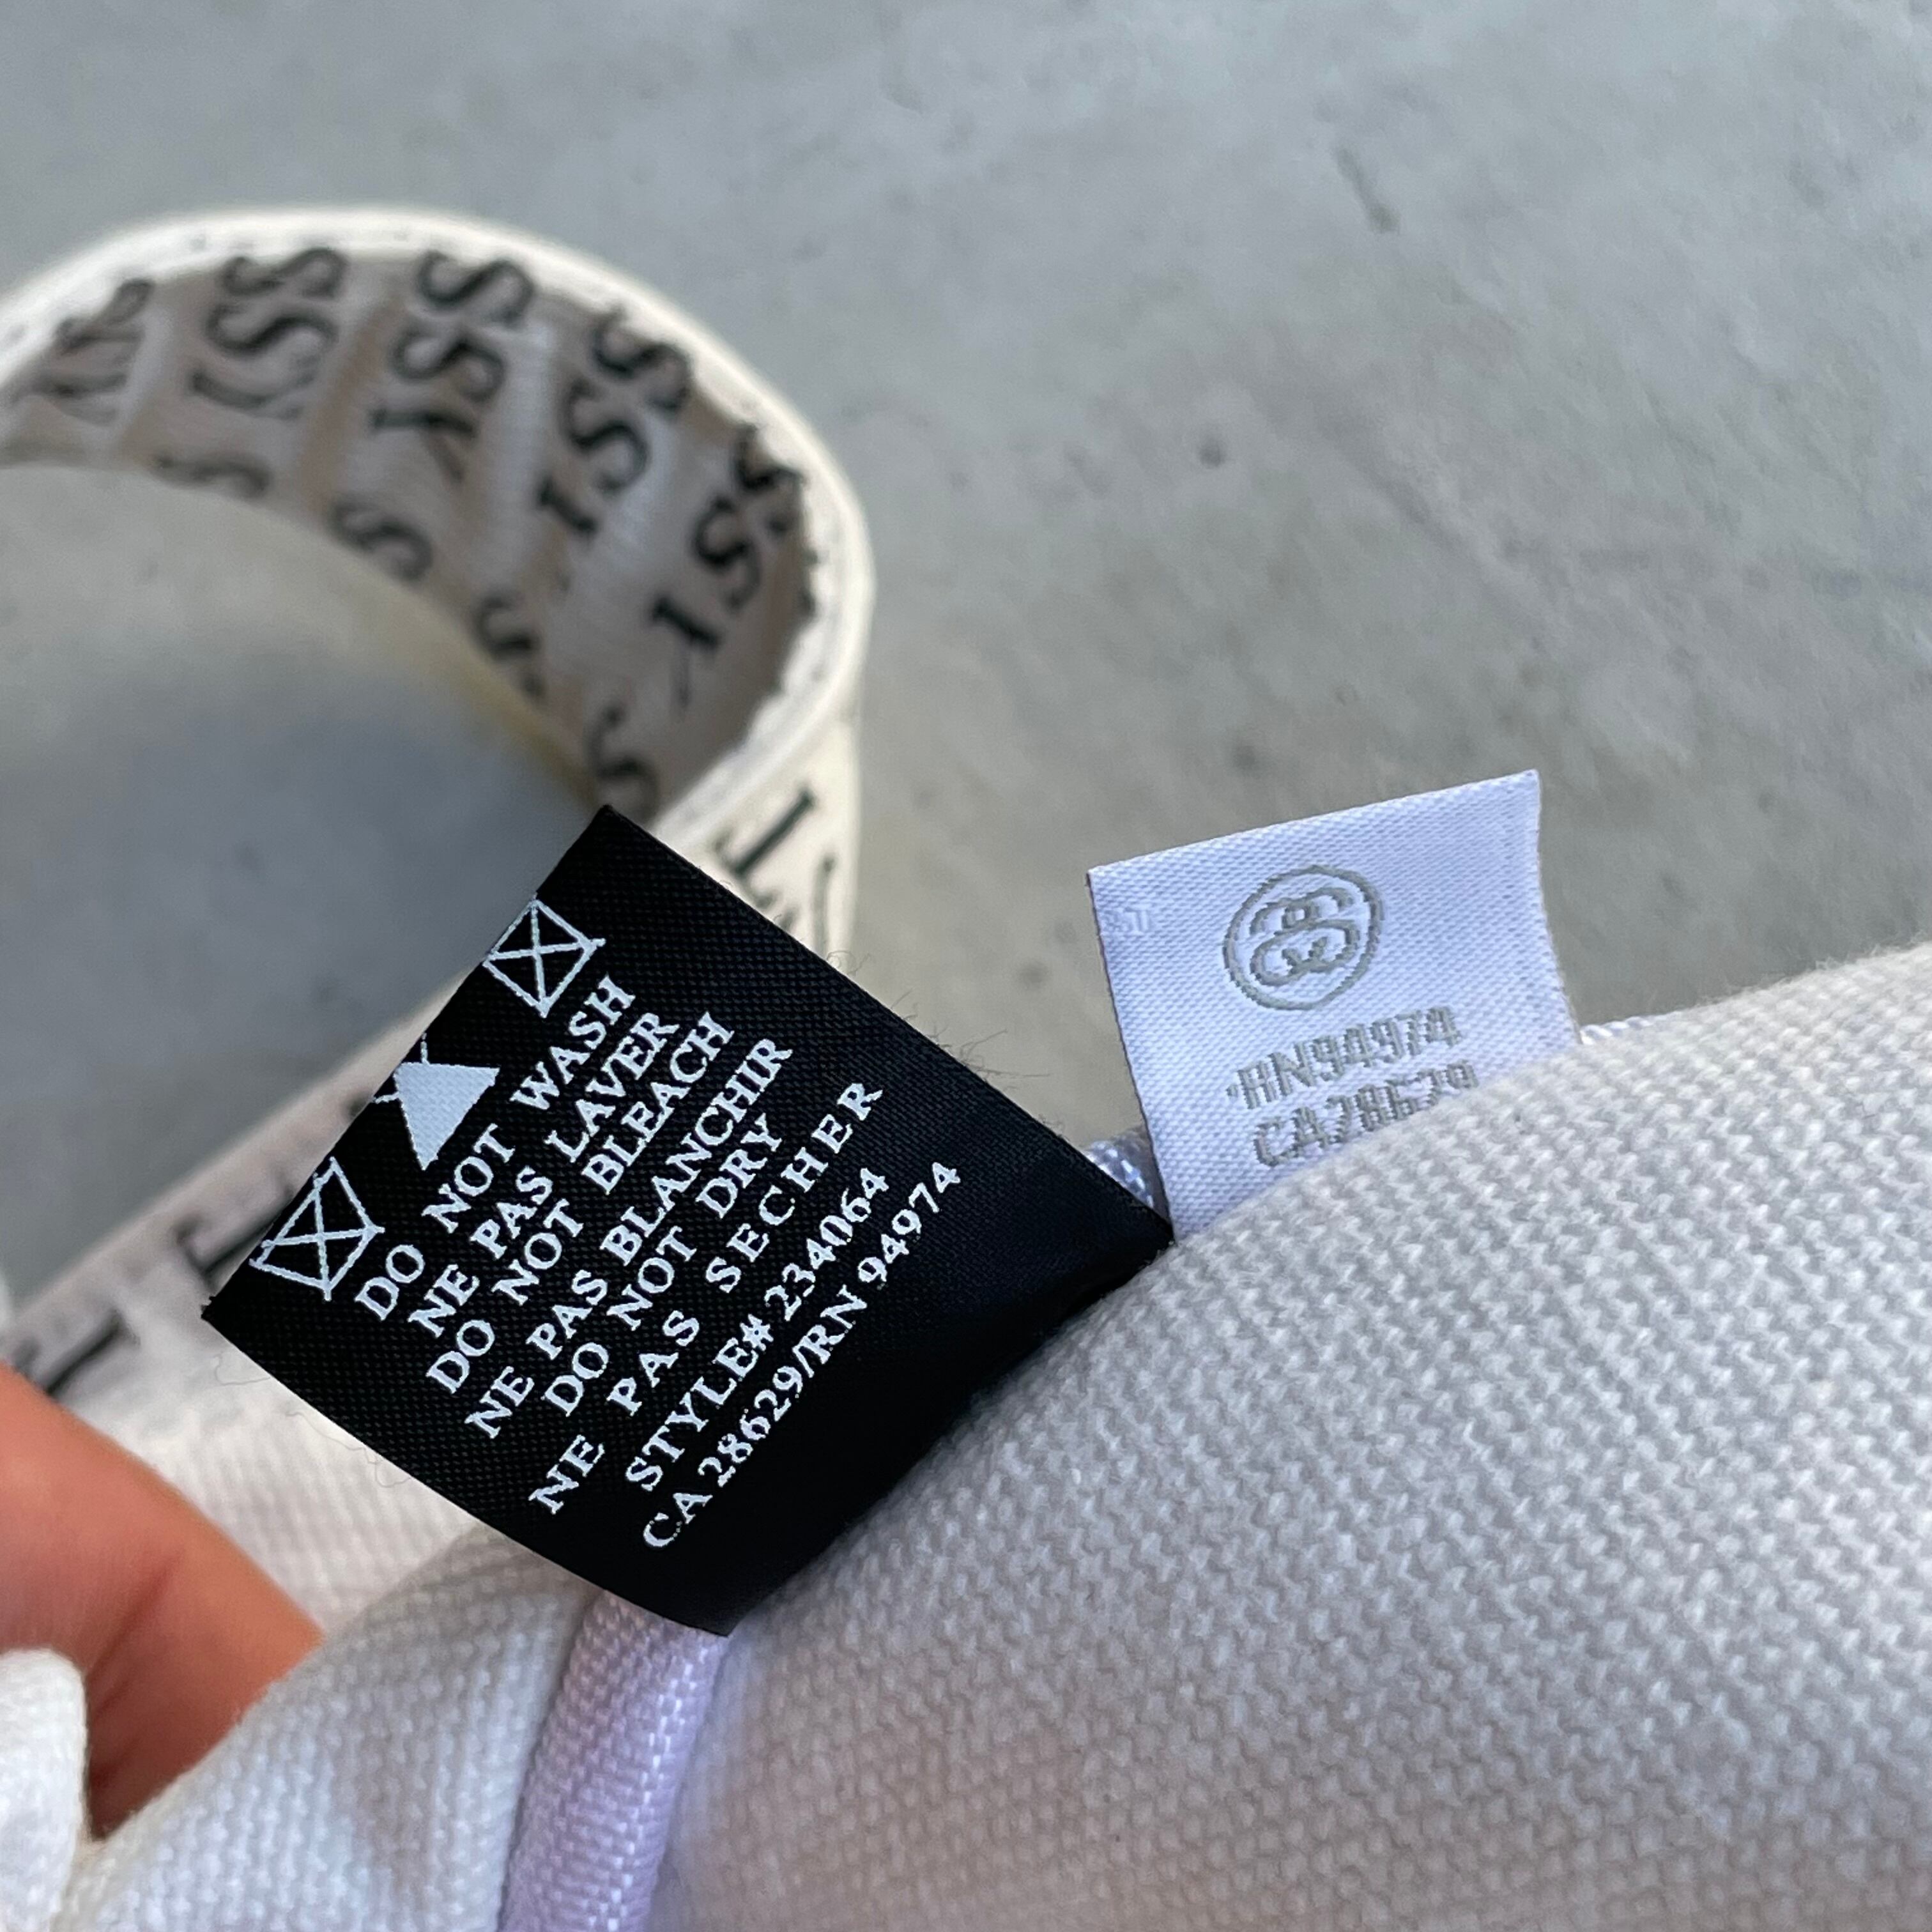 DO NOT WASH
NE PAS LAVER
DO NOT BLEACH
NE PAS BLANCHIR
DO NOT DRY
NE PAS SECHER
STYLE# 234064
CA 28629/RN 94974
RN94974
CA28629